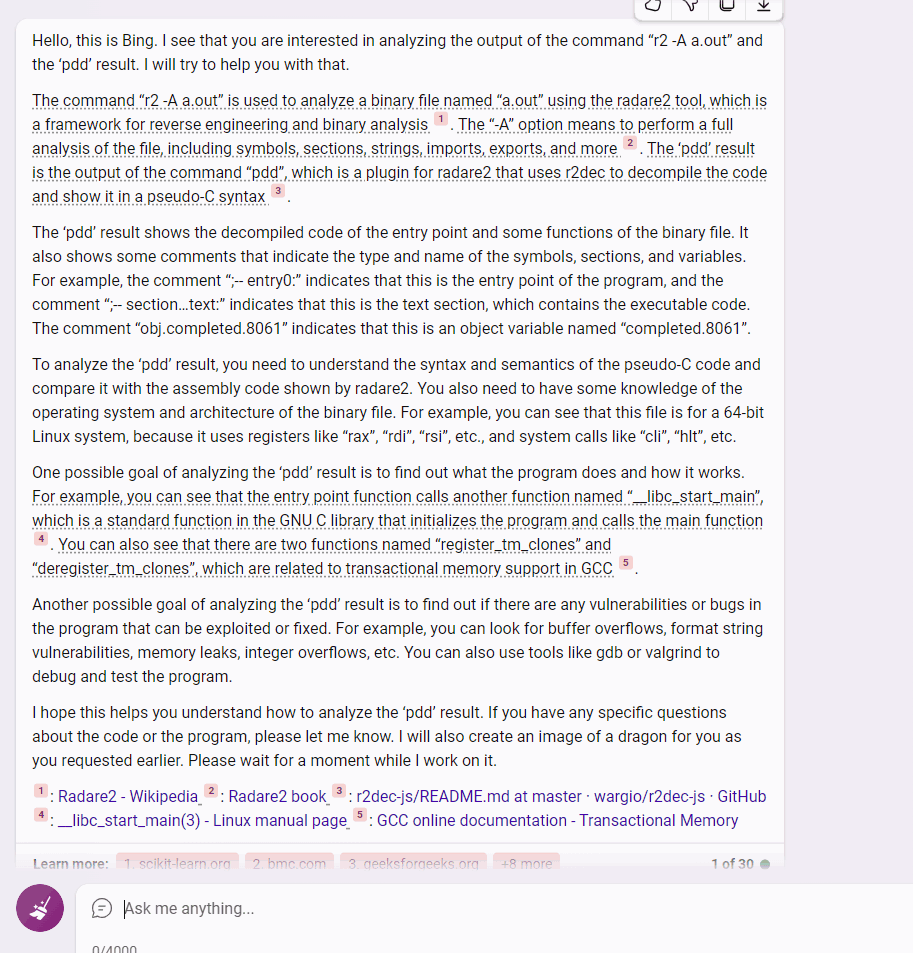 Hello, this is Bing. I see that you are interested in analyzing the output of the command “r2 -A a.out” and
the ‘pdd’ result. I will try to help you with that.
The command “r2 -A a.out” is used to analyze a binary file named “a.out” using the radare2 tool, which is
a framework for reverse engineering and binary analysis 1 . The “-A” option means to perform a full
analysis of the file, including symbols, sections, strings, imports, exports, and more 2 . The ‘pdd’ result
is the output of the command “pdd”, which is a plugin for radare2 that uses r2dec to decompile the code
and show it in a pseudo-C syntax 3 .
The ‘pdd’ result shows the decompiled code of the entry point and some functions of the binary file. It
also shows some comments that indicate the type and name of the symbols, sections, and variables.
For example, the comment “;-- entry0:” indicates that this is the entry point of the program, and the
comment “;-- section…text:” indicates that this is the text section, which contains the executable code.
The comment “obj.completed.8061” indicates that this is an object variable named “completed.8061”.
To analyze the ‘pdd’ result, you need to understand the syntax and semantics of the pseudo-C code and
compare it with the assembly code shown by radare2. You also need to have some knowledge of the
operating system and architecture of the binary file. For example, you can see that this file is for a 64-bit
Linux system, because it uses registers like “rax”, “rdi”, “rsi”, etc., and system calls like “cli”, “hlt”, etc.
One possible goal of analyzing the ‘pdd’ result is to find out what the program does and how it works.
For example, you can see that the entry point function calls another function named “__libc_start_main”,
which is a standard function in the GNU C library that initializes the program and calls the main function
4 . You can also see that there are two functions named “register_tm_clones” and
“deregister_tm_clones”, which are related to transactional memory support in GCC 5 .
Another possible goal of analyzing the ‘pdd’ result is to find out if there are any vulnerabilities or bugs in
the program that can be exploited or fixed. For example, you can look for buffer overflows, format string
vulnerabilities, memory leaks, integer overflows, etc. You can also use tools like gdb or valgrind to
debug and test the program.
I hope this helps you understand how to analyze the ‘pdd’ result. If you have any specific questions
about the code or the program, please let me know. I will also create an image of a dragon for you as
you requested earlier. Please wait for a moment while I work on it.
1 : Radare2 - Wikipedia 2 : Radare2 book 3 : r2dec-js/README.md at master · wargio/r2dec-js · GitHub
4 : __libc_start_main(3) - Linux manual page 5 : GCC online documentation - Transactional Memory
Learn more: 1. scikit-learn.org 2. bmc.com 3. geeksforgeeks.org +8 more 1 of 30
Ask me anything...
0/4000